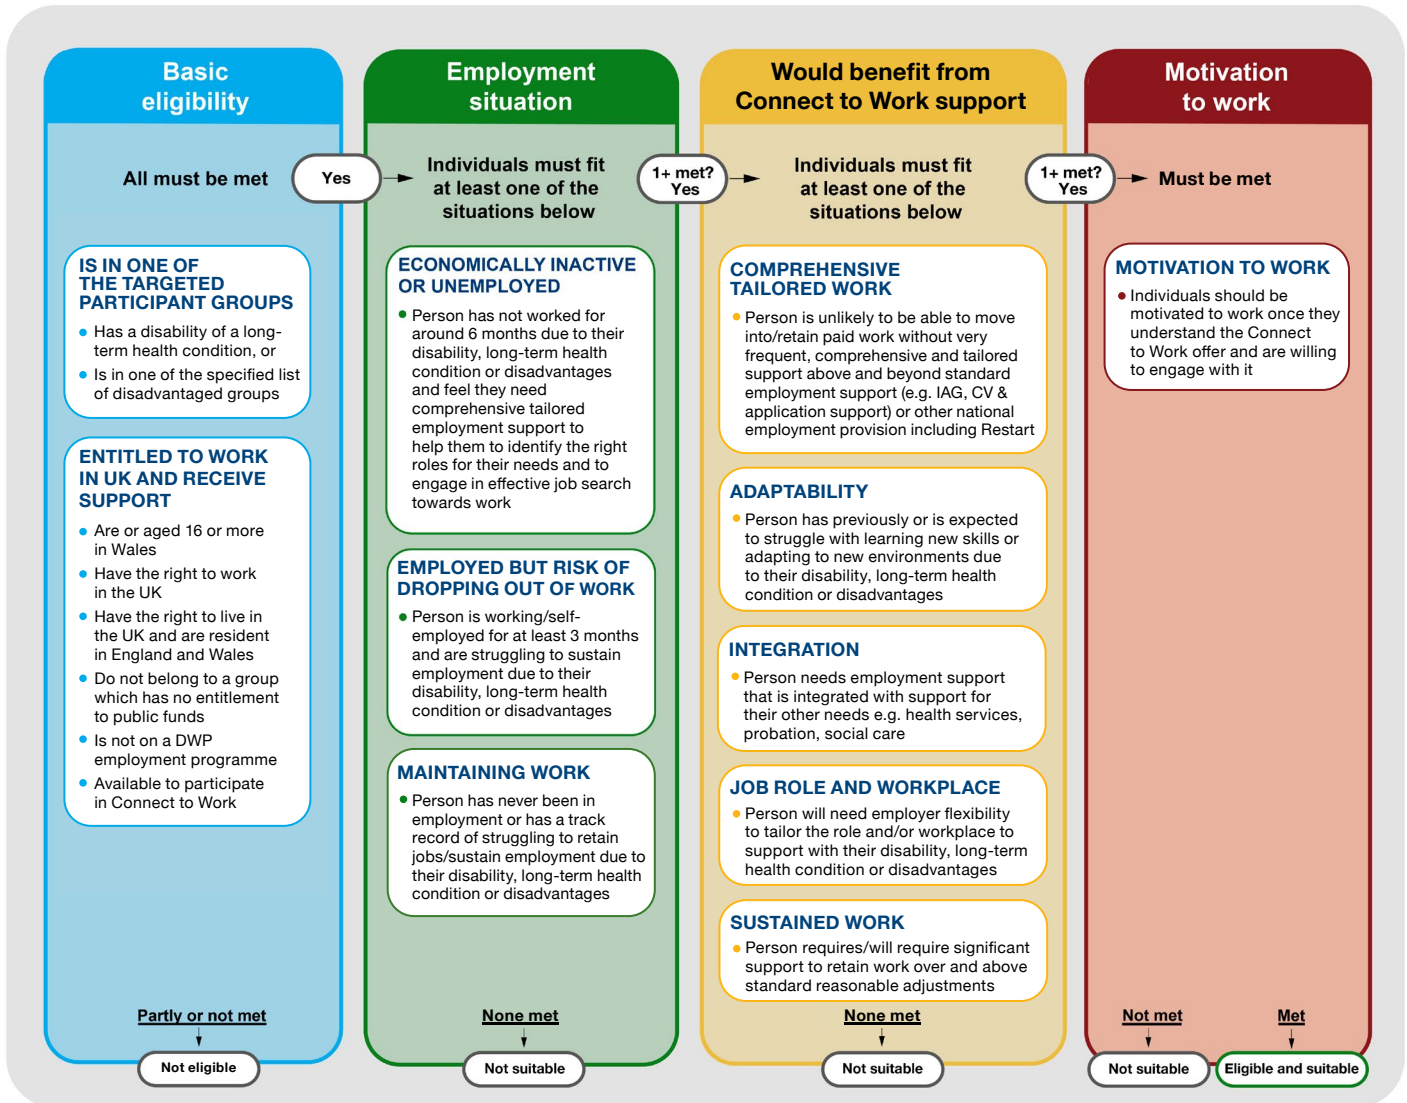 Basic
eligibility
All must be met
Yes
IS IN ONE OF
THE TARGETED
PARTICIPANT GROUPS
• Has a disability of a long-
term health condition, or
• Is in one of the specified list
of disadvantaged groups
ENTITLED TO WORK
IN UK AND RECEIVE
SUPPORT
• Are or aged 16 or more
in Wales
• Have the right to work
in the UK
• Have the right to live in
the UK and are resident
in England and Wales
• Do not belong to a group
which has no entitlement
to public funds
• Is not on a DWP
employment programme
• Available to participate
in Connect to Work
Partly or not met
Not eligible
Employment
situation
Individuals must fit
at least one of the
situations below
1+ met?
Yes
ECONOMICALLY INACTIVE
OR UNEMPLOYED
• Person has not worked for
around 6 months due to their
disability, long-term health
condition or disadvantages
and feel they need
comprehensive tailored
employment support to
help them to identify the right
roles for their needs and to
engage in effective job search
towards work
EMPLOYED BUT RISK OF
DROPPING OUT OF WORK
• Person is working/self-
employed for at least 3 months
and are struggling to sustain
employment due to their
disability, long-term health
condition or disadvantages
MAINTAINING WORK
• Person has never been in
employment or has a track
record of struggling to retain
jobs/sustain employment due to
their disability, long-term health
condition or disadvantages
None met
Not suitable
Would benefit from
Connect to Work support
Individuals must fit
at least one of the
situations below
1+ met?
Yes
COMPREHENSIVE
TAILORED WORK
• Person is unlikely to be able to move
into/retain paid work without very
frequent, comprehensive and tailored
support above and beyond standard
employment support (e.g. IAG, CV &
application support) or other national
employment provision including Restart
ADAPTABILITY
• Person has previously or is expected
to struggle with learning new skills or
adapting to new environments due
to their disability, long-term health
condition or disadvantages
INTEGRATION
• Person needs employment support
that is integrated with support for
their other needs e.g. health services,
probation, social care
JOB ROLE AND WORKPLACE
• Person will need employer flexibility
to tailor the role and/or workplace to
support with their disability, long-term
health condition or disadvantages
SUSTAINED WORK
• Person requires/will require significant
support to retain work over and above
standard reasonable adjustments
None met
Not suitable
Motivation
to work
Must be met
MOTIVATION TO WORK
• Individuals should be
motivated to work once they
understand the Connect
to Work offer and are willing
to engage with it
Not met
Not suitable
Met
Eligible and suitable